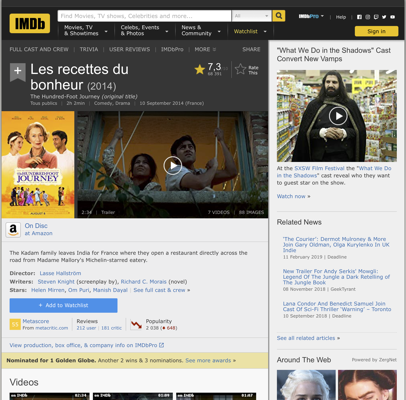 IMDb
Find Movies, TV shows, Celebrities and more...
All
IMDbPro
Help
Movies, TV
& Showtimes
Celebs, Events
& Photos
News &
Community
Watchlist
Sign in
FULL CAST AND CREW | TRIVIA | USER REVIEWS | IMDbPro | MORE
SHARE
Les recettes du
bonheur (2014)
The Hundred-Foot Journey (original title)
Tous publics | 2h 2min | Comedy, Drama | 10 September 2014 (France)
7,3
Rate
This
THE
HUNDRED-FOOT
JOURNEY
2:34 | Trailer
7 VIDEOS | 88 IMAGES
On Disc
at Amazon
The Kadam family leaves India for France where they open a restaurant directly across the
road from Madame Mallory's Michelin-starred eatery.
Director: Lasse Hallström
Writers: Steven Knight (screenplay by), Richard C. Morais (novel)
Stars: Helen Mirren, Om Puri, Manish Dayal | See full cast & crew »
+ Add to Watchlist
Metascore
From metacritic.com
Reviews
212 user | 181 critic
Popularity
2 038 (648)
View production, box office, & company info on IMDbPro
Nominated for 1 Golden Globe. Another 2 wins & 3 nominations. See more awards »
Videos
"What We Do in the Shadows" Cast
Convert New Vamps
At the SXSW Film Festival the "What We
Do in the Shadows" cast reveal who they
want to guest star on the show.
Watch now »
Related News
'The Courier': Dermot Mulroney & More
Join Gary Oldman, Olga Kurylenko In UK
Indie
11 February 2019 | Deadline
New Trailer For Andy Serkis' Mowgli:
Legend Of The Jungle a Dark Retelling of
The Jungle Book
08 November 2018 | GeekTyrant
Lana Condor And Benedict Samuel Join
Cast Of Sci-Fi Thriller 'Warning' – Toronto
10 September 2018 | Deadline
See all related articles »
Around The Web
Powered by ZergNet